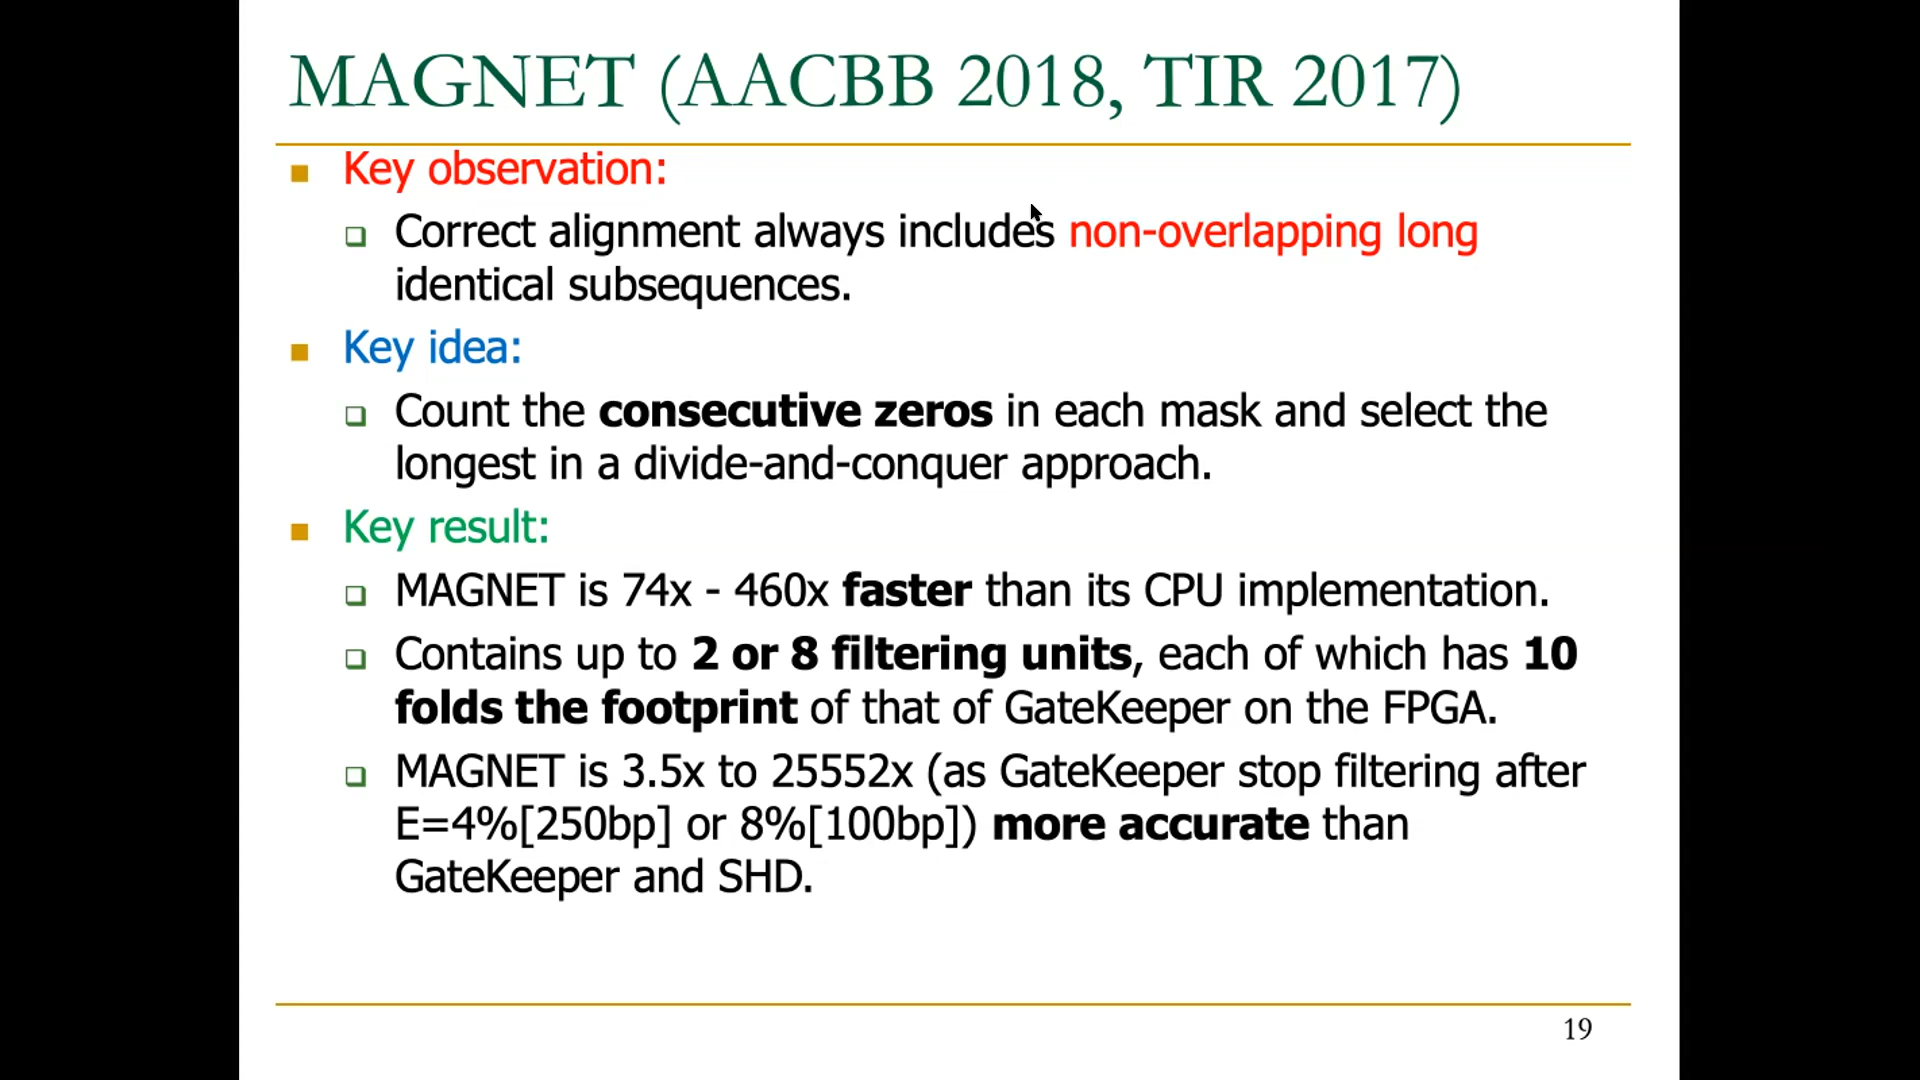 MAGNET (AACBB 2018, TIR 2017)
Key observation:
Correct alignment always includes non-overlapping long
identical subsequences.
Key idea:
Count the consecutive zeros in each mask and select the
longest in a divide-and-conquer approach.
Key result:
MAGNET is 74x - 460x faster than its CPU implementation.
Contains up to 2 or 8 filtering units, each of which has 10
folds the footprint of that of GateKeeper on the FPGA.
MAGNET is 3.5x to 25552x (as GateKeeper stop filtering after
E=4%[250bp] or 8%[100bp]) more accurate than
GateKeeper and SHD.
19